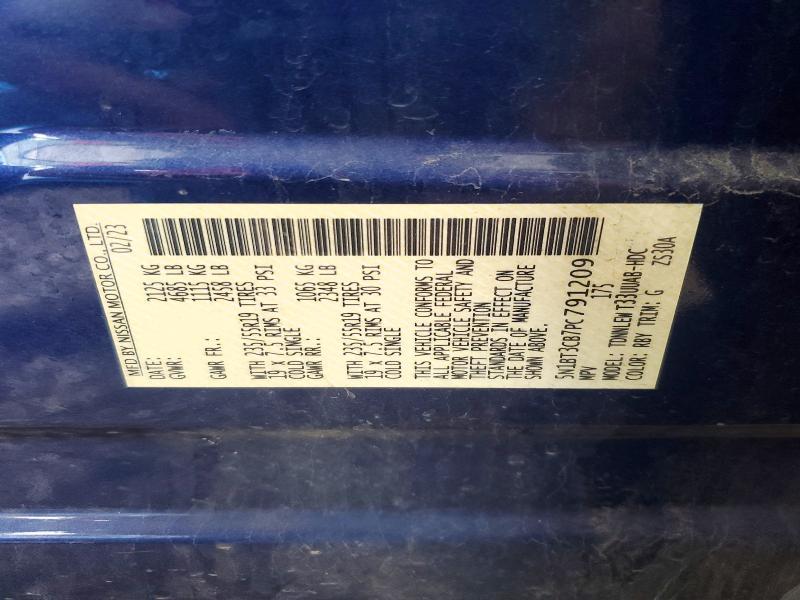 MFD BY NISSAN MOTOR CO., LTD.
DATE: 02/23
GVWR: 2125 KG
4685 LB
GAWR FR.: 1115 KG
2458 LB
WITH 235/55R19 TIRES
19 X 7.5 RIMS AT 33 PSI
COLD SINGLE
GAWR RR.: 1065 KG
2348 LB
WITH 235/55R19 TIRES
19 X 7.5 RIMS AT 30 PSI
COLD SINGLE
THIS VEHICLE CONFORMS TO
ALL APPLICABLE FEDERAL
MOTOR VEHICLE SAFETY AND
THEFT PREVENTION
STANDARDS IN EFFECT ON
THE DATE OF MANUFACTURE
SHOWN ABOVE.
5N1BT3CB7PC791209
MPV 175
MODEL: TDNNLEW T33UUA4B-HDC
COLOR: RBY TRIM: G ZS30A